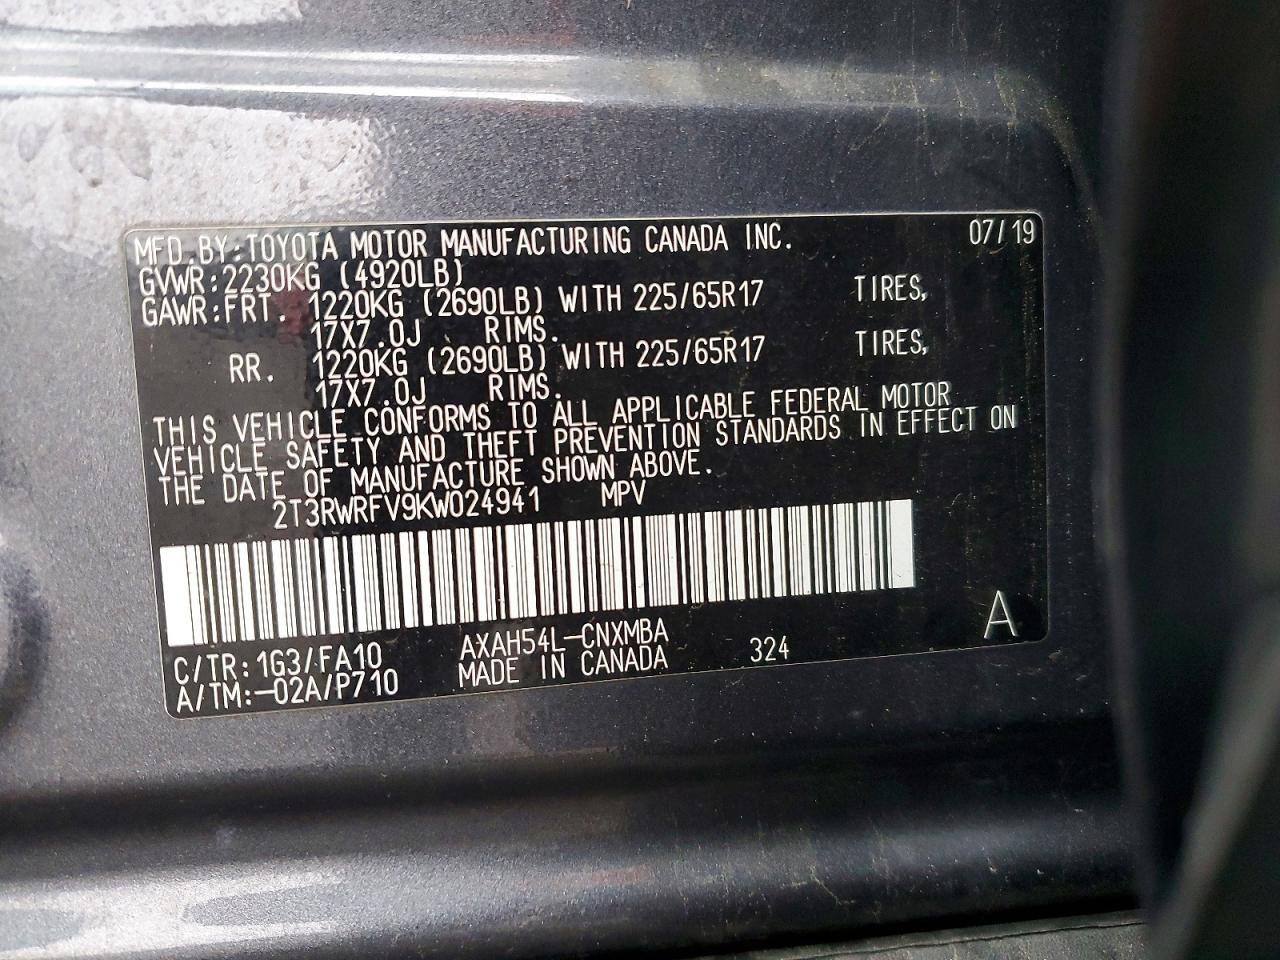 MFD.BY:TOYOTA MOTOR MANUFACTURING CANADA INC. 07/19
GVWR:2230KG (4920LB)
GAWR:FRT. 1220KG (2690LB) WITH 225/65R17 TIRES,
17X7.0J RIMS.
RR. 1220KG (2690LB) WITH 225/65R17 TIRES,
17X7.0J RIMS.
THIS VEHICLE CONFORMS TO ALL APPLICABLE FEDERAL MOTOR
VEHICLE SAFETY AND THEFT PREVENTION STANDARDS IN EFFECT ON
THE DATE OF MANUFACTURE SHOWN ABOVE.
2T3RWRFV9KW024941 MPV
C/TR:1G3/FA10 AXAH54L-CNXMBA 324 A
A/TM:-02A/P710 MADE IN CANADA